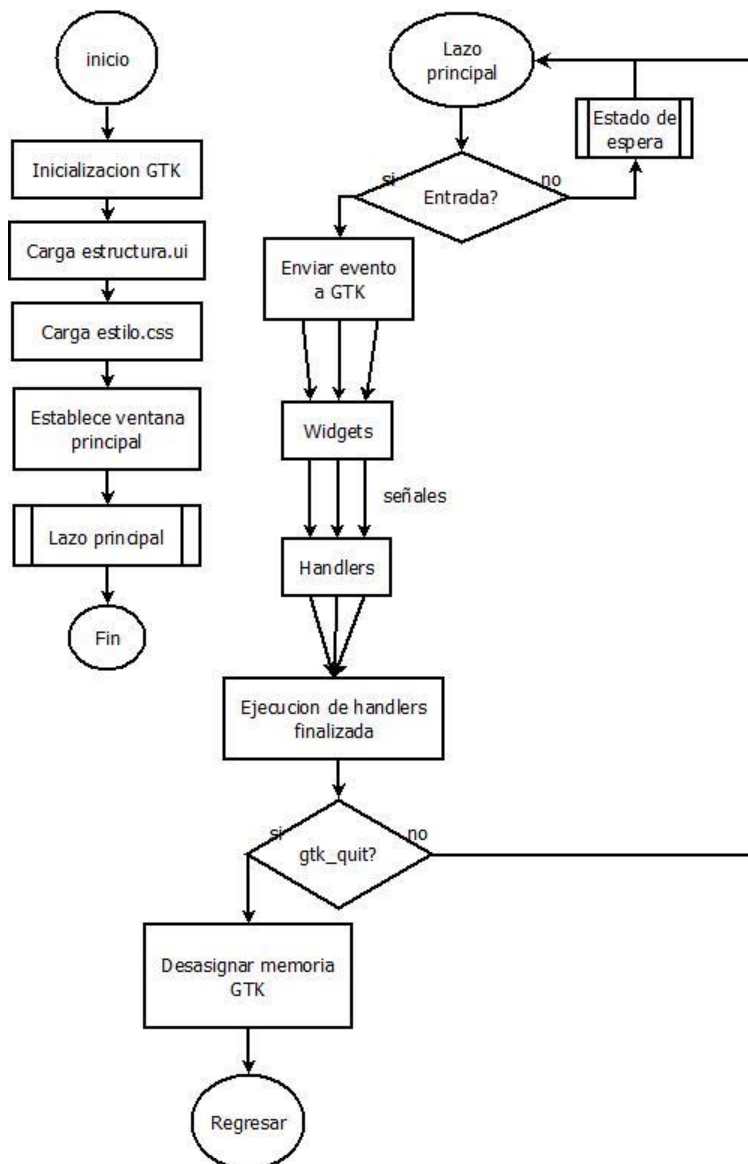 inicio
Inicializacion GTK
Carga estructura.ui
Carga estilo.css
Establece ventana
principal
Lazo principal
Fin
Lazo
principal
Estado de
espera
si
Entrada?
no
Enviar evento
a GTK
Widgets
señales
Handlers
Ejecucion de handlers
finalizada
si
gtk_quit?
no
Desasignar memoria
GTK
Regresar